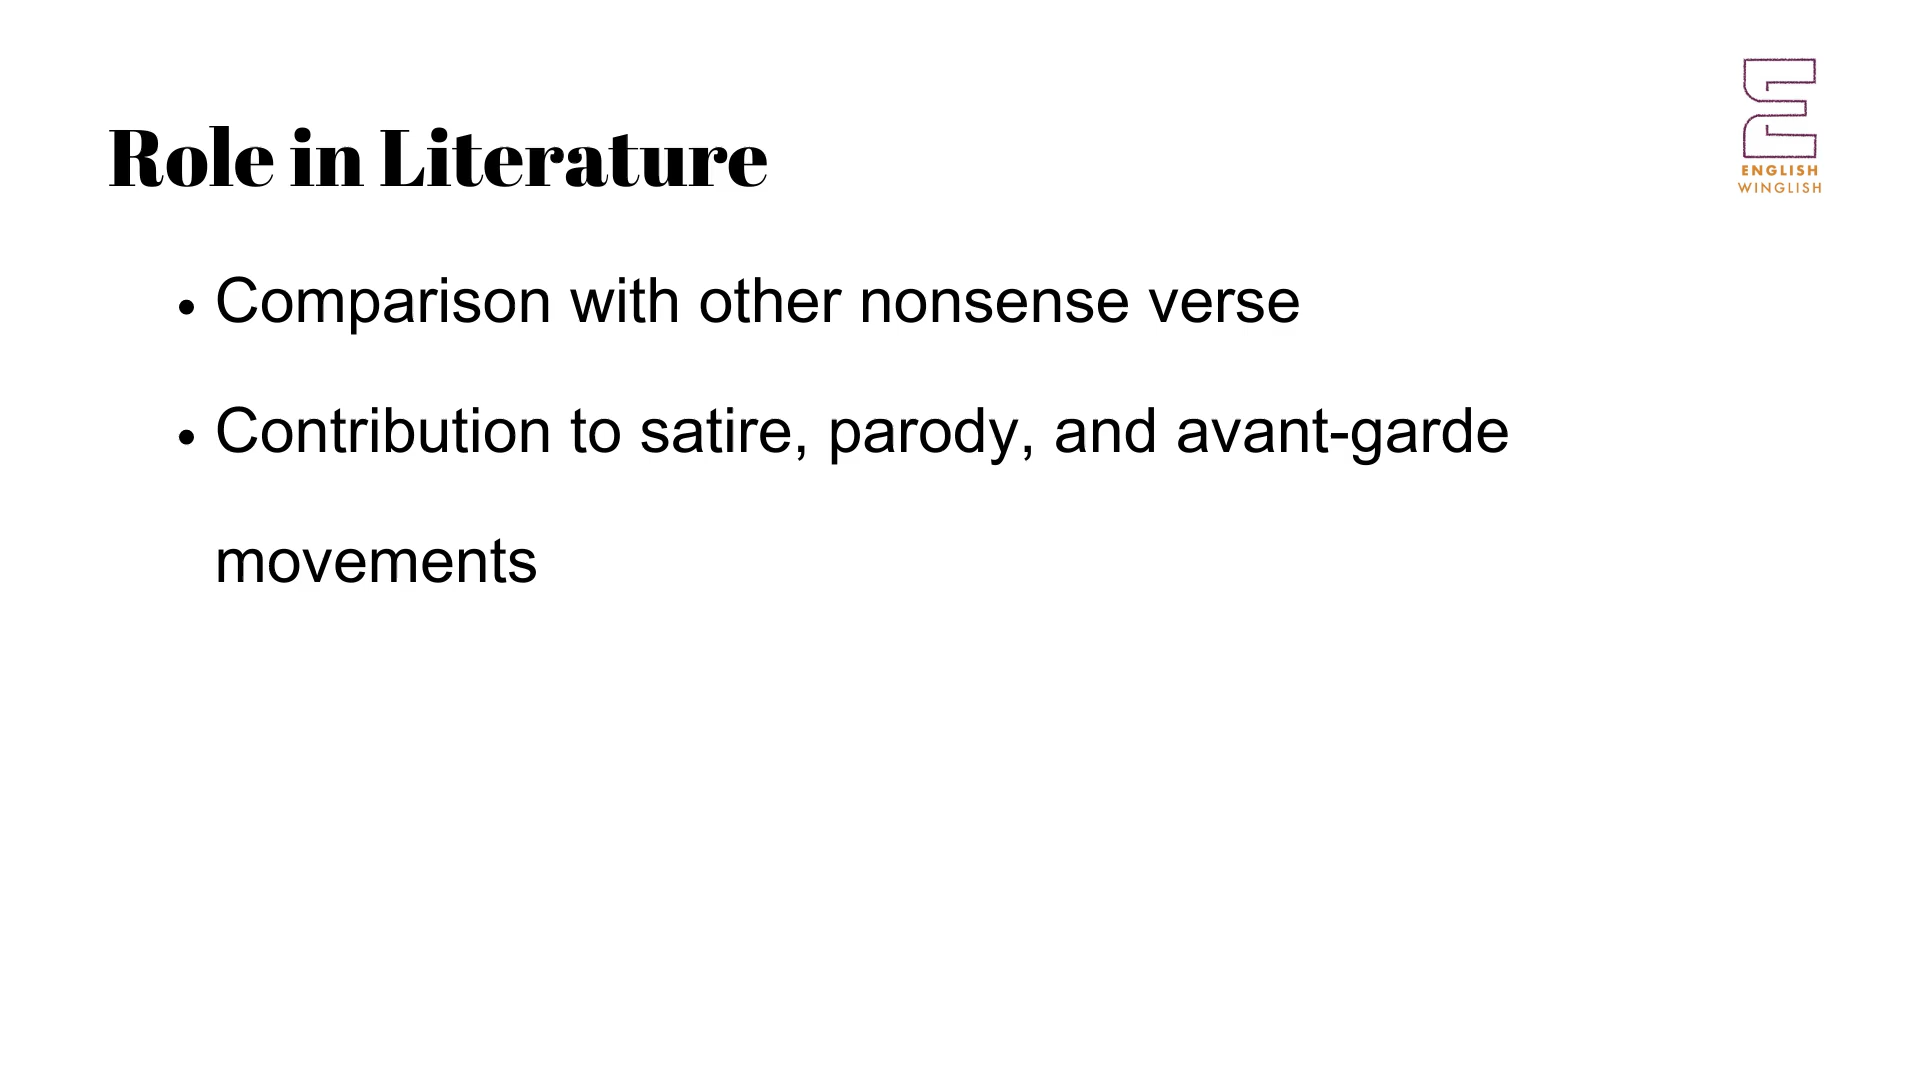 Role in Literature
ENGLISH
WINGLISH
• Comparison with other nonsense verse
• Contribution to satire, parody, and avant-garde
movements